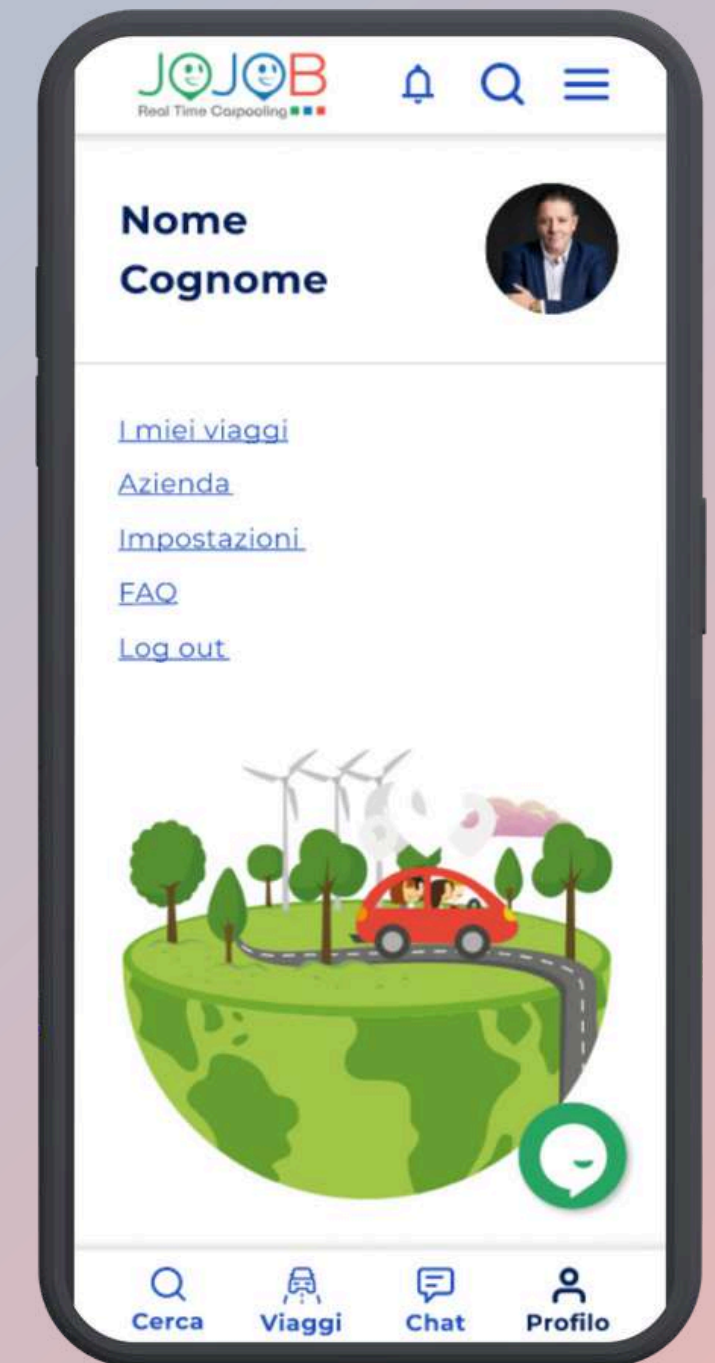 JOJOB
Real Time Carpooling
Nome
Cognome
I miei viaggi
Azienda
Impostazioni
FAQ
Log out
Cerca
Viaggi
Chat
Profilo